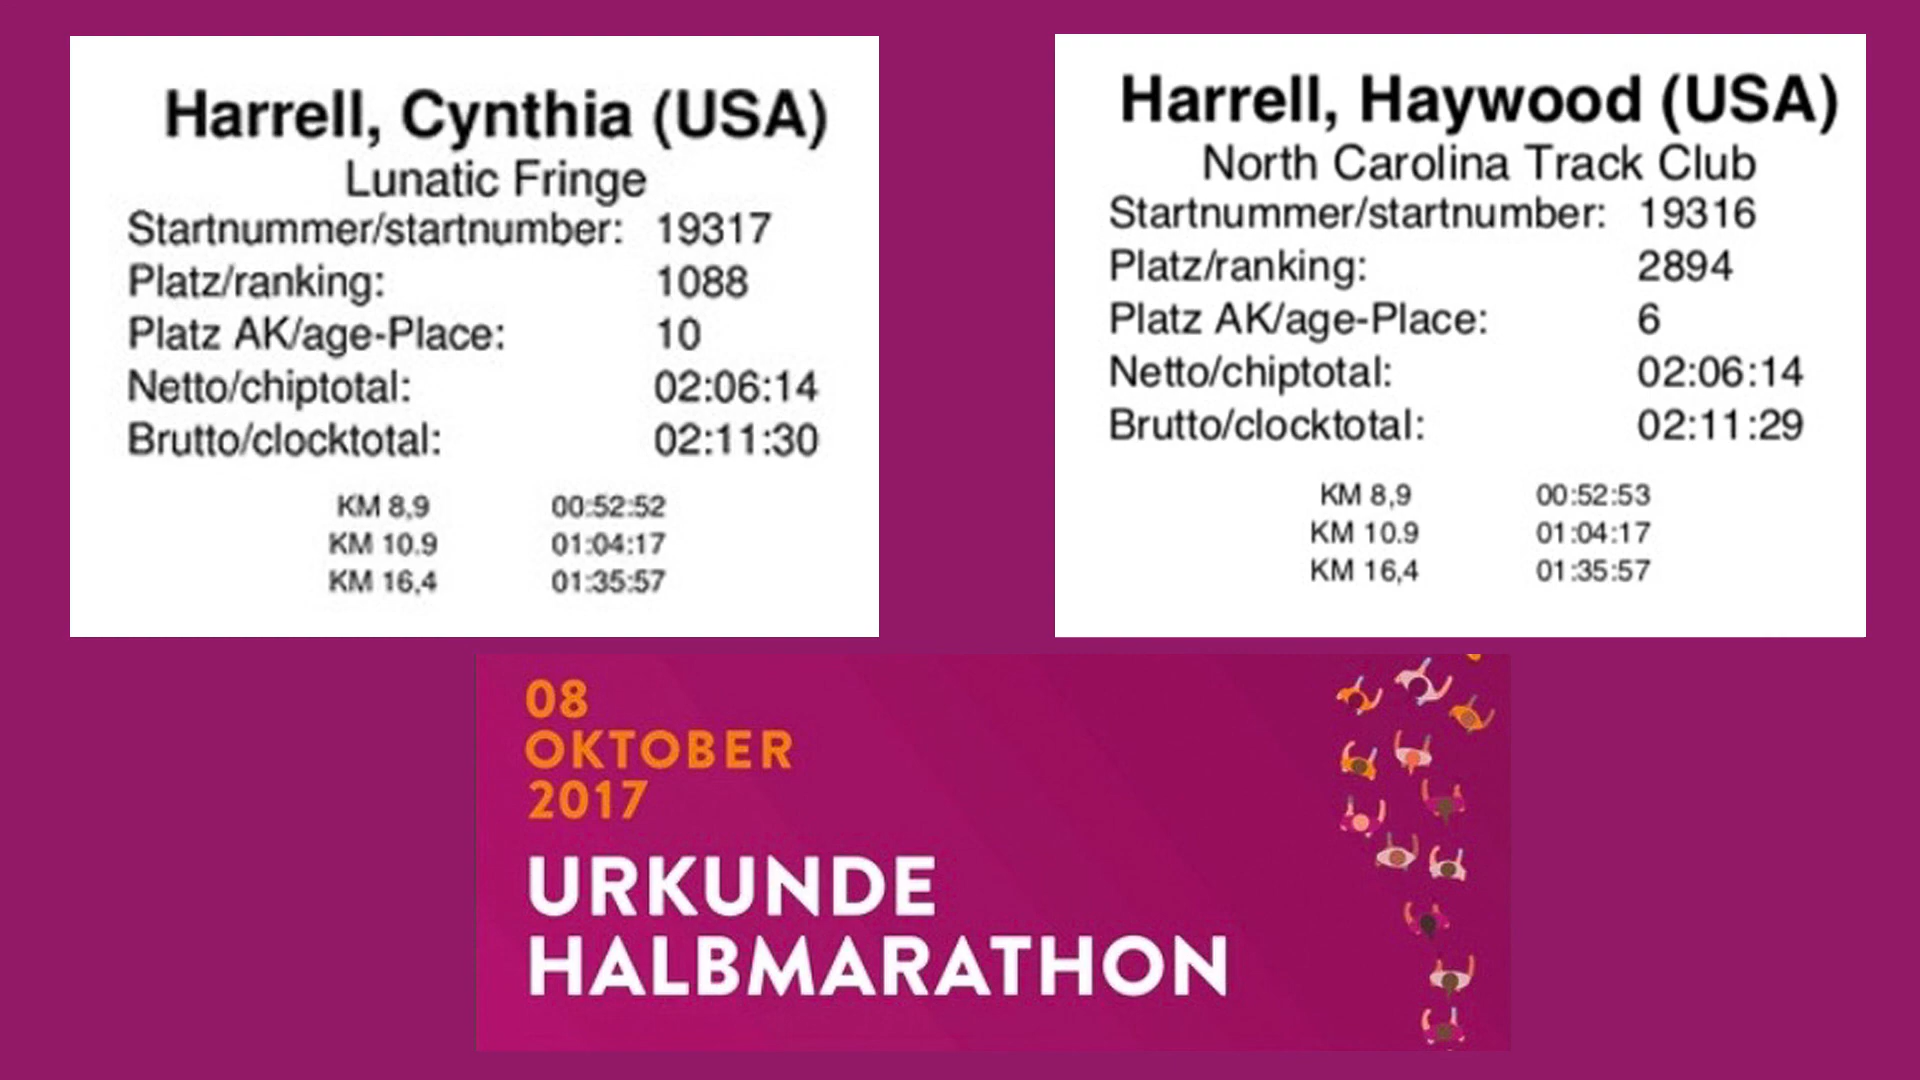 Harrell, Cynthia (USA)
Lunatic Fringe
Startnummer/startnumber: 19317
Platz/ranking: 1088
Platz AK/age-Place: 10
Netto/chiptotal: 02:06:14
Brutto/clocktotal: 02:11:30
KM 8,9 00:52:52
KM 10.9 01:04:17
KM 16,4 01:35:57
Harrell, Haywood (USA)
North Carolina Track Club
Startnummer/startnumber: 19316
Platz/ranking: 2894
Platz AK/age-Place: 6
Netto/chiptotal: 02:06:14
Brutto/clocktotal: 02:11:29
KM 8,9 00:52:53
KM 10.9 01:04:17
KM 16,4 01:35:57
08
OKTOBER
2017
URKUNDE
HALBMARATHON